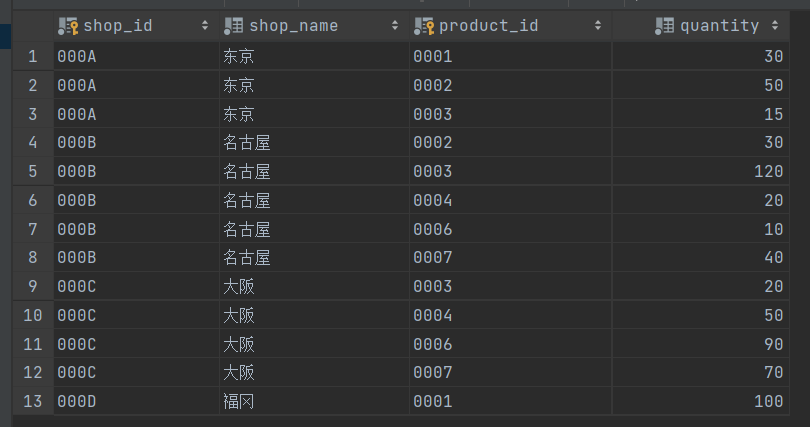 shop_id shop_name product_id quantity
1 000A 东京 0001 30
2 000A 东京 0002 50
3 000A 东京 0003 15
4 000B 名古屋 0002 30
5 000B 名古屋 0003 120
6 000B 名古屋 0004 20
7 000B 名古屋 0006 10
8 000B 名古屋 0007 40
9 000C 大阪 0003 20
10 000C 大阪 0004 50
11 000C 大阪 0006 90
12 000C 大阪 0007 70
13 000D 福冈 0001 100